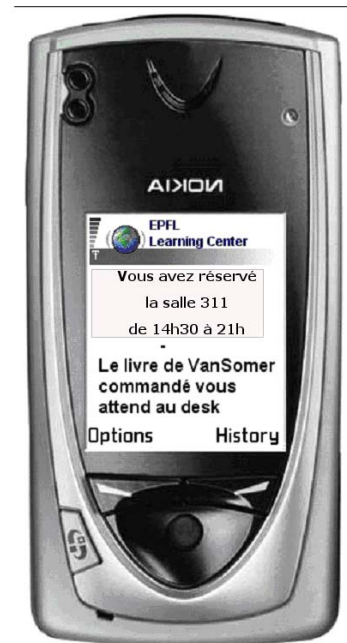 NOKIA
EPFL
Learning Center
Vous avez réservé
la salle 311
de 14h30 à 21h
-
Le livre de VanSomer
commandé vous
attend au desk
Options History